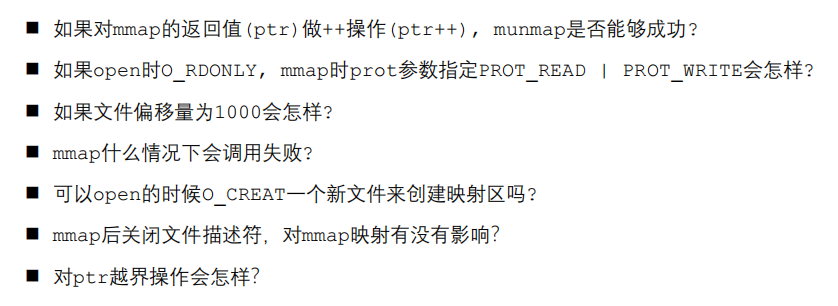 ■ 如果对mmap的返回值(ptr)做++操作(ptr++), munmap是否能够成功?
■ 如果open时O_RDONLY, mmap时prot参数指定PROT_READ | PROT_WRITE会怎样?
■ 如果文件偏移量为1000会怎样?
■ mmap什么情况下会调用失败?
■ 可以open的时候O_CREAT一个新文件来创建映射区吗?
■ mmap后关闭文件描述符，对mmap映射有没有影响？
■ 对ptr越界操作会怎样？